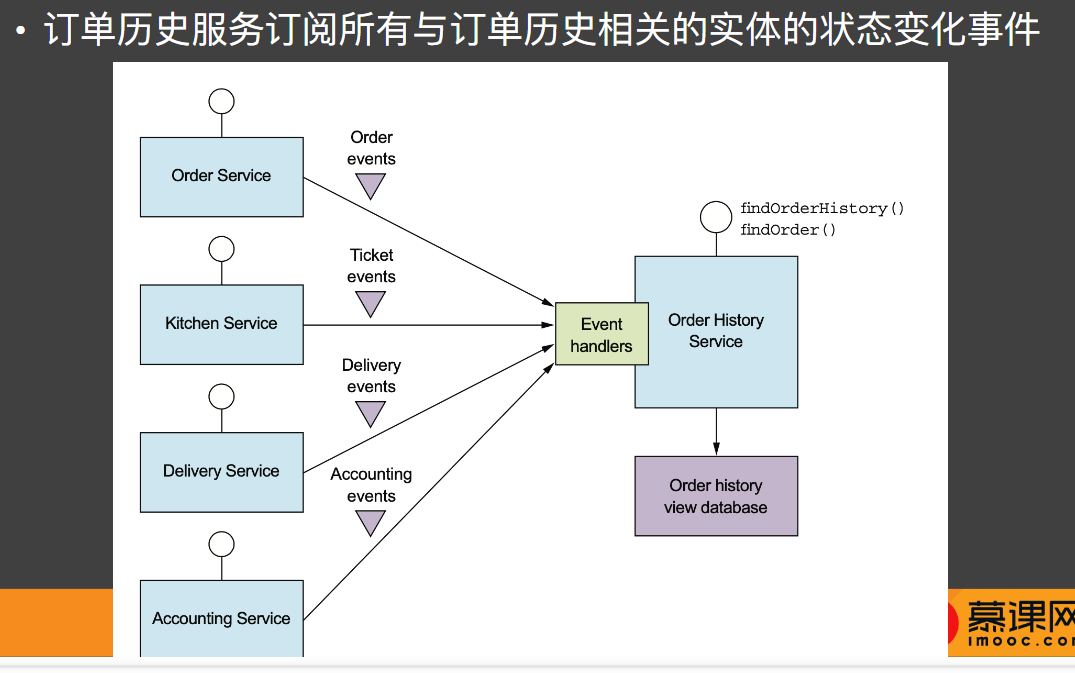 • 订单历史服务订阅所有与订单历史相关的实体的状态变化事件
Order
events
Order Service
findOrderHistory()
findOrder()
Ticket
events
Kitchen Service
Event
handlers
Order History
Service
Delivery
events
Delivery Service
Accounting
events
Order history
view database
Accounting Service
慕课网
imooc.com